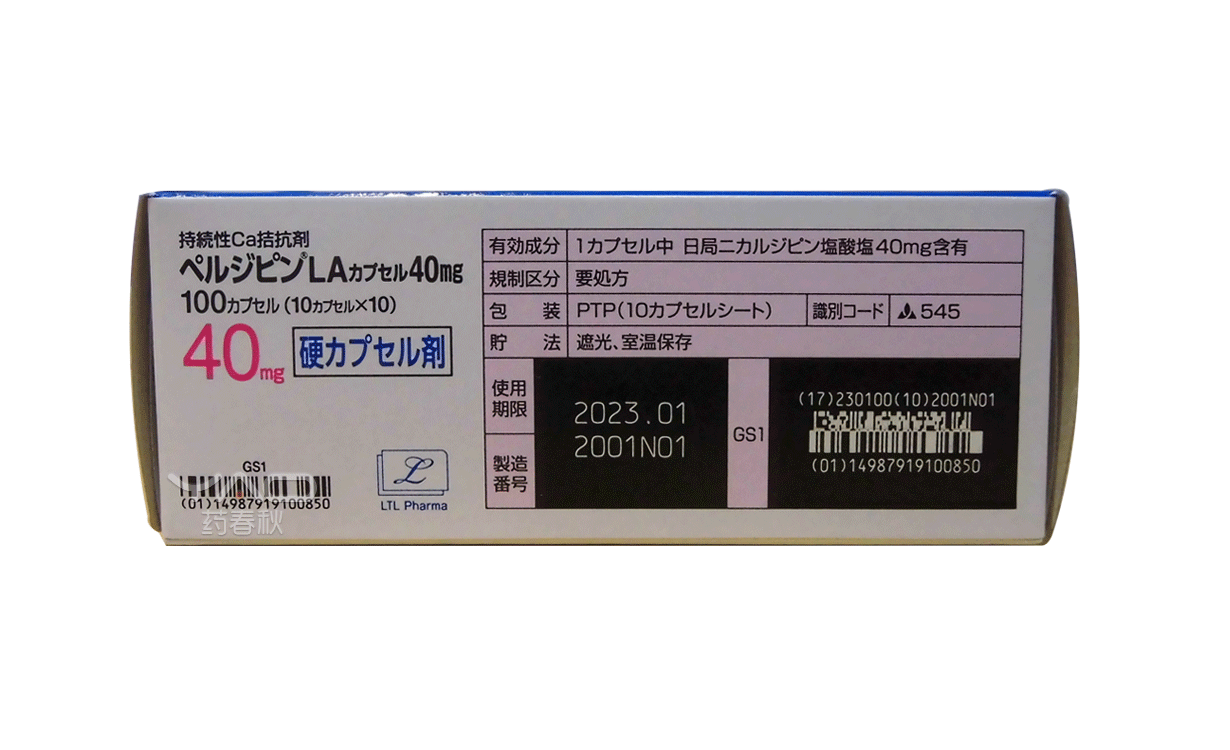 持続性Ca拮抗剤
ペルジピン®LAカプセル40mg
100カプセル(10カプセル×10)
40mg
硬カプセル剤
GS1
(01)14987919100850
药春秋
LTL Pharma
有効成分 1カプセル中 日局ニカルジピン塩酸塩40mg含有
規制区分 要処方
包 装 PTP(10カプセルシート) 識別コード 545
貯 法 遮光、室温保存
使用
期限
2023.01
製造
番号
2001N01
GS1
(17)230100(10)2001N01
(01)14987919100850